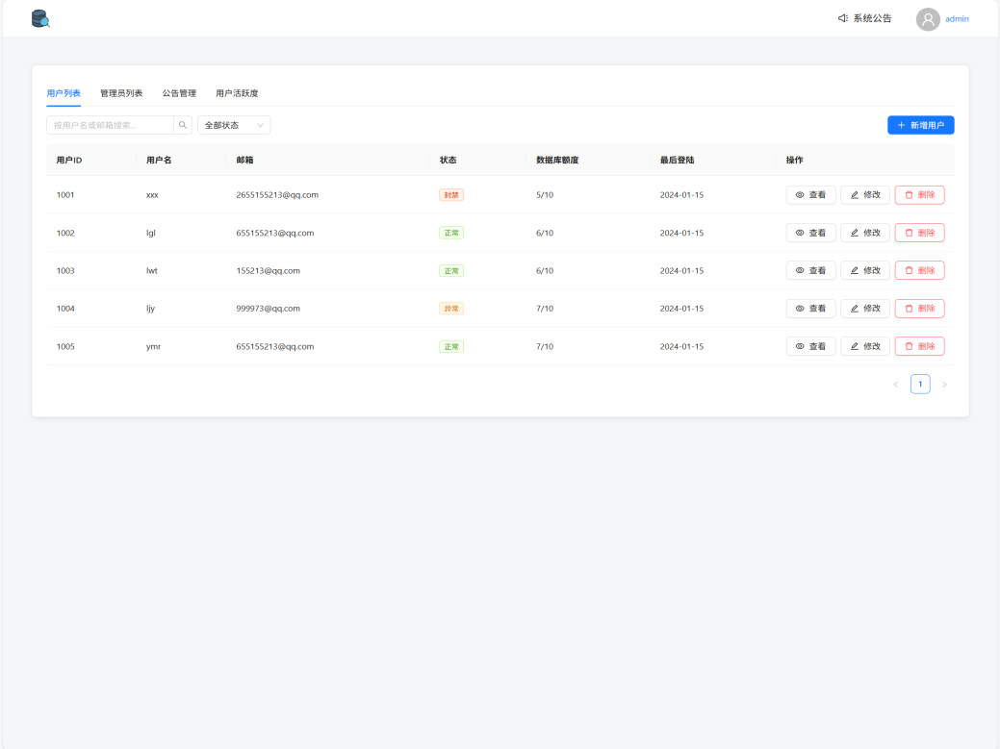 系统公告 admin
用户列表 管理员列表 公告管理 用户活跃度
按用户名或邮箱搜索... 全部状态 新增用户
用户ID 用户名 邮箱 状态 数据库额度 最后登陆 操作
1001 xxx 2655155213@qq.com 封禁 5/10 2024-01-15 查看 修改 删除
1002 lgl 655155213@qq.com 正常 6/10 2024-01-15 查看 修改 删除
1003 lwt 155213@qq.com 正常 6/10 2024-01-15 查看 修改 删除
1004 ljy 999973@qq.com 异常 7/10 2024-01-15 查看 修改 删除
1005 ymr 655155213@qq.com 正常 7/10 2024-01-15 查看 修改 删除
1